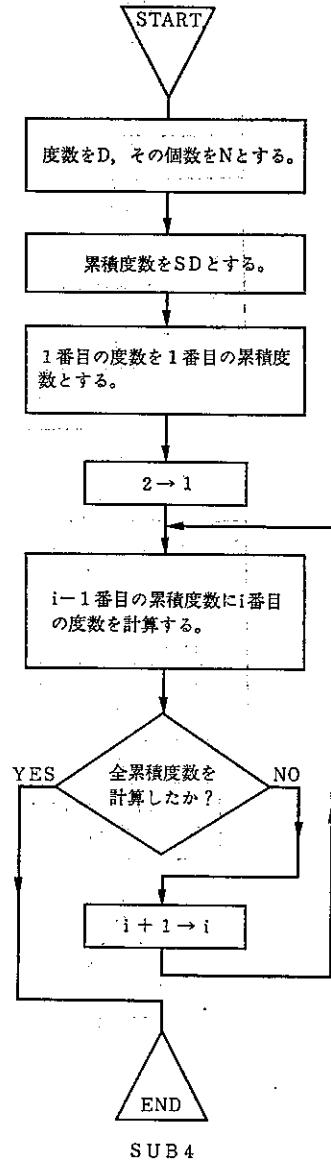 START
度数をD，その個数をNとする。
累積度数をSDとする。
1番目の度数を1番目の累積度
数とする。
2→1
i－1番目の累積度数にi番目
の度数を計算する。
YES
全累積度数を
計算したか？
NO
i＋1→i
END
SUB4